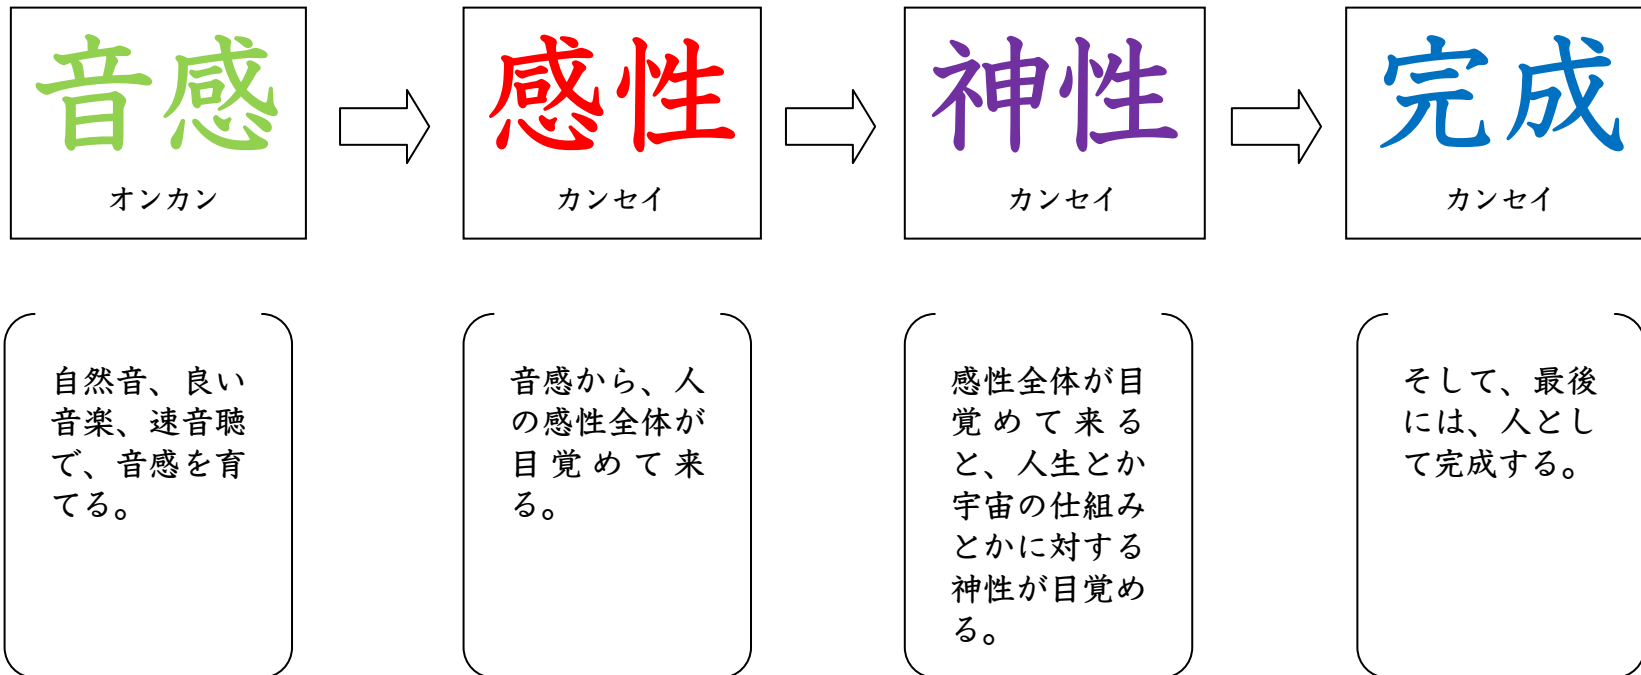 音感
オンカン
感性
カンセイ
神性
カンセイ
完成
カンセイ
自然音、良い
音楽、速音聴
で、音感を育
てる。
音感から、人
の感性全体が
目覚めて来
る。
感性全体が目
覚めて来る
と、人生とか
宇宙の仕組み
とかに対する
神性が目覚め
る。
そして、最後
には、人とし
て完成する。